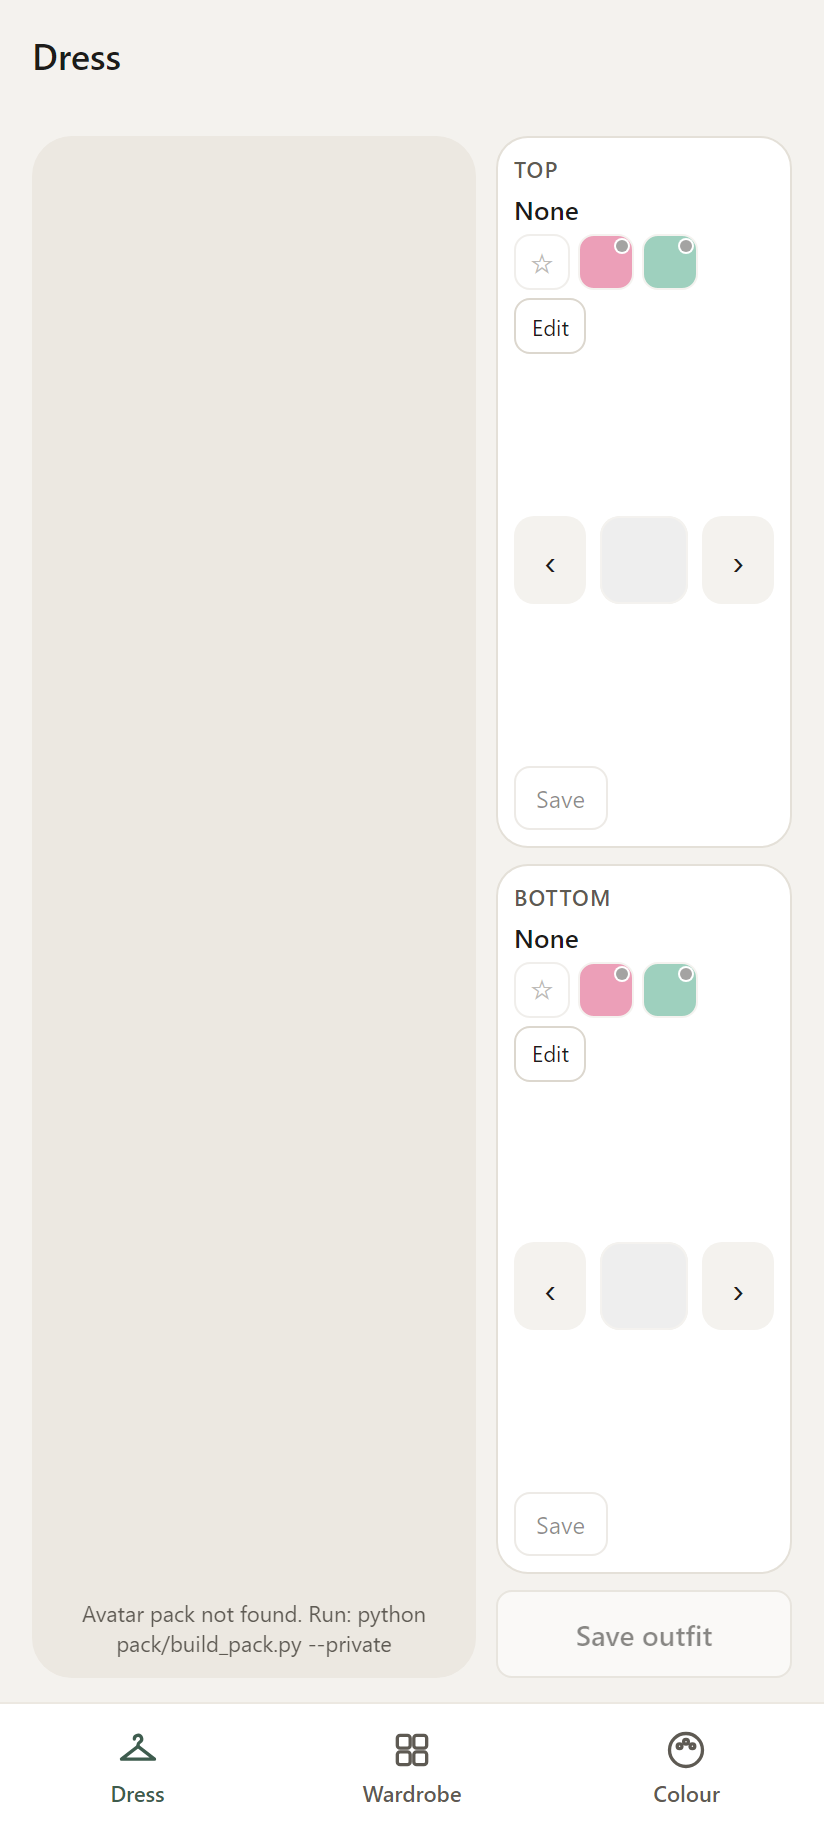 Dress
TOP
None
☆
Edit
‹ ›
Save
BOTTOM
None
☆
Edit
‹ ›
Save
Avatar pack not found. Run: python
pack/build_pack.py --private
Save outfit
Dress Wardrobe Colour